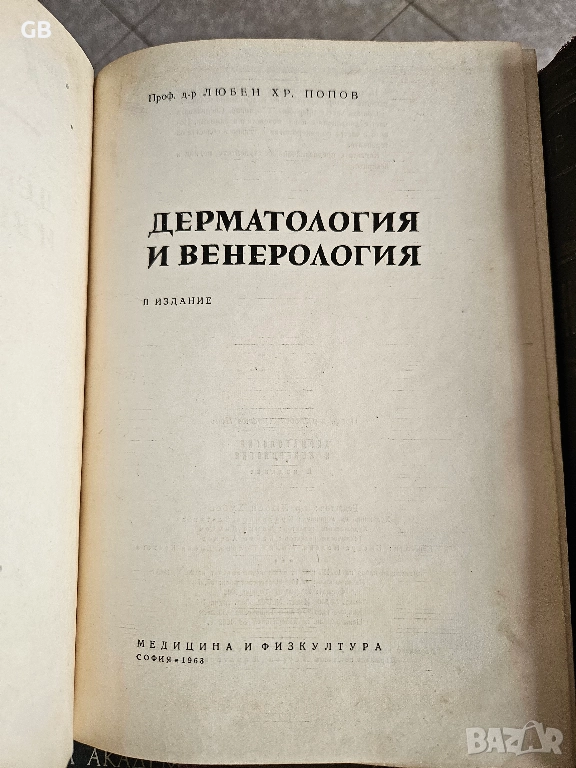 GB
Проф. д-р ЛЮБЕН ХР. ПОПОВ
ДЕРМАТОЛОГИЯ
И ВЕНЕРОЛОГИЯ
II ИЗДАНИЕ
МЕДИЦИНА И ФИЗКУЛТУРА
СОФИЯ • 1963
BAZAR